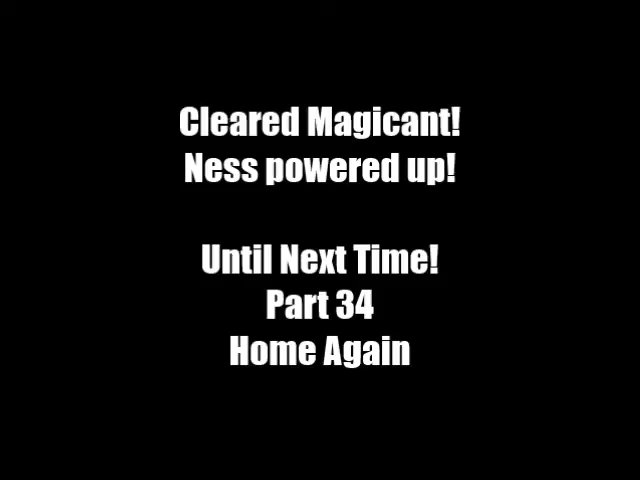 Cleared Magicant!
Ness powered up!
Until Next Time!
Part 34
Home Again